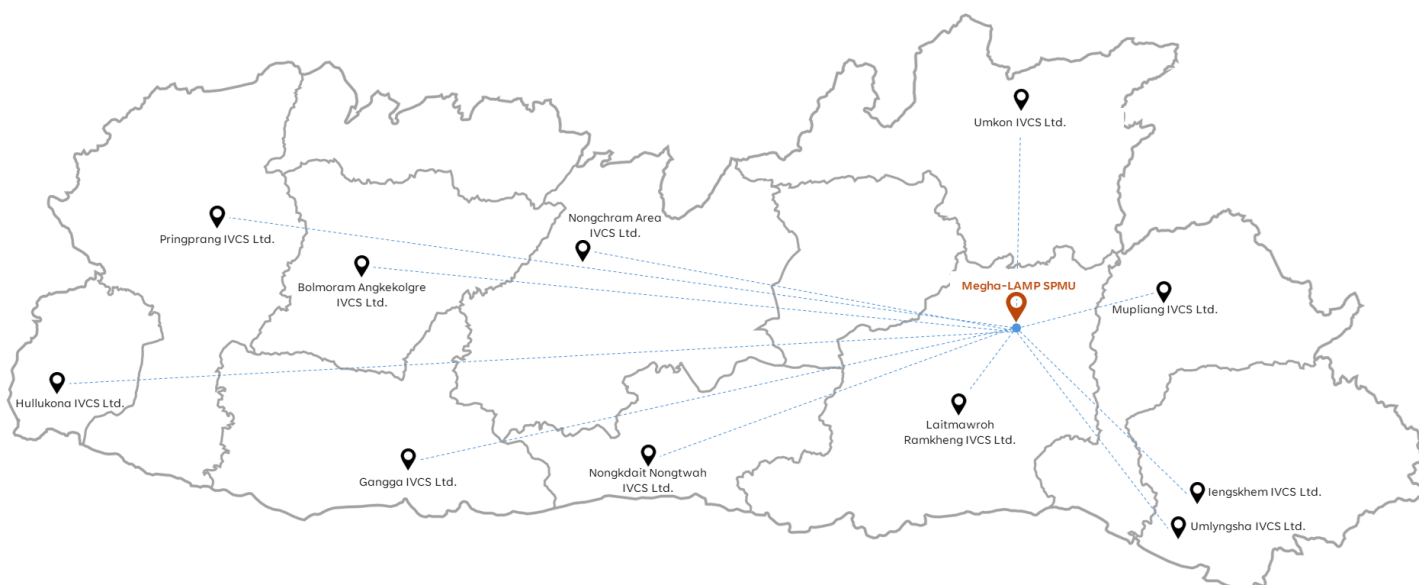 Umkon IVCS Ltd.
Nongchram Area
IVCS Ltd.
Pringprang IVCS Ltd.
Bolmoram Angkekolgre
IVCS Ltd.
Megha-LAMP SPMU
Mupliang IVCS Ltd.
Hullukona IVCS Ltd.
Laitmawroh
Ramkheng IVCS Ltd.
Gangga IVCS Ltd.
Nongkdait Nongtwah
IVCS Ltd.
Iengskhem IVCS Ltd.
Umlyngsha IVCS Ltd.